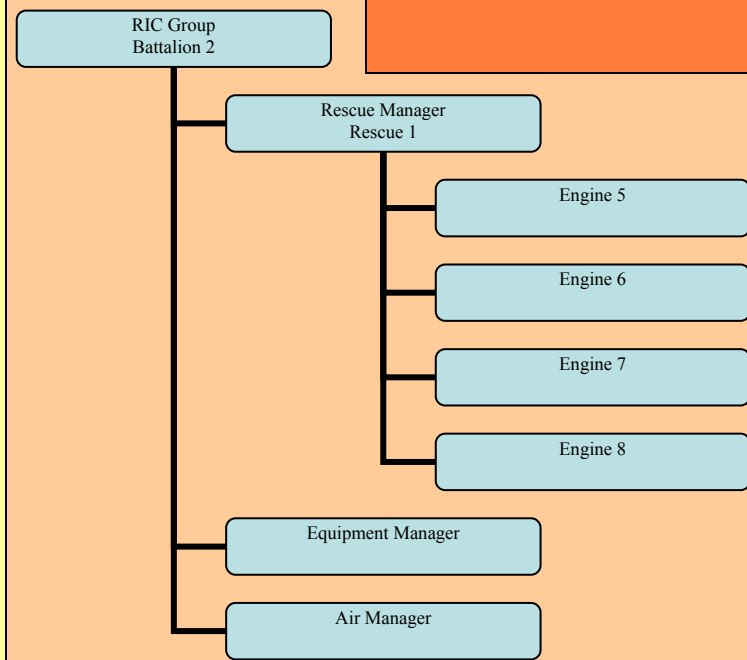 RIC Group
Battalion 2
Rescue Manager
Rescue 1
Engine 5
Engine 6
Engine 7
Engine 8
Equipment Manager
Air Manager